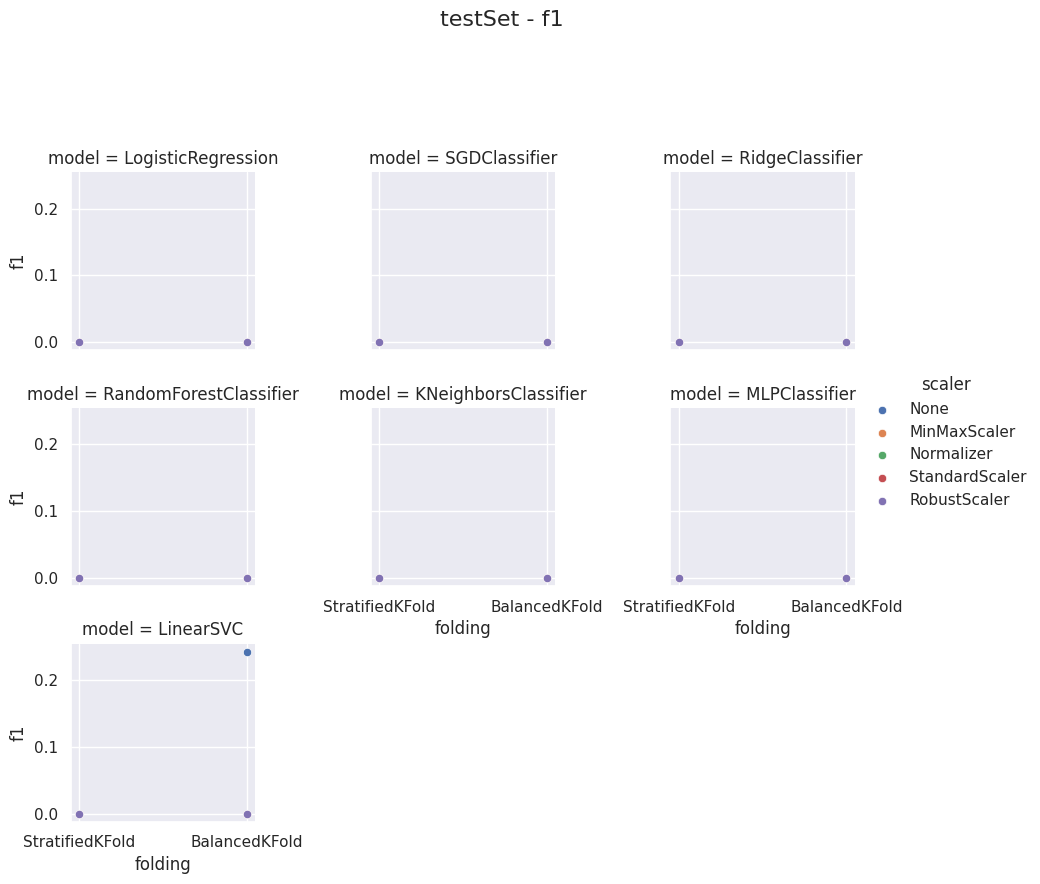 testSet - f1
model = LogisticRegression
model = SGDClassifier
model = RidgeClassifier
0.2
0.1
0.0
f1
model = RandomForestClassifier
model = KNeighborsClassifier
model = MLPClassifier
0.2
0.1
0.0
f1
StratifiedKFold
BalancedKFold
folding
StratifiedKFold
BalancedKFold
folding
model = LinearSVC
0.2
0.1
0.0
f1
StratifiedKFold
BalancedKFold
folding
scaler
None
MinMaxScaler
Normalizer
StandardScaler
RobustScaler